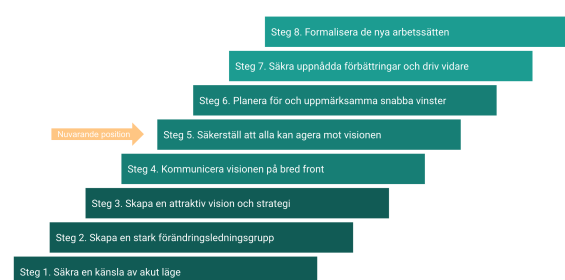 Steg 8. Formalisera de nya arbetssätten
Steg 7. Säkra uppnådda förbättringar och driv vidare
Steg 6. Planera för och uppmärksamma snabba vinster
Nuvarande position
Steg 5. Säkerställ att alla kan agera mot visionen
Steg 4. Kommunicera visionen på bred front
Steg 3. Skapa en attraktiv vision och strategi
Steg 2. Skapa en stark förändringsledningsgrupp
Steg 1. Säkra en känsla av akut läge